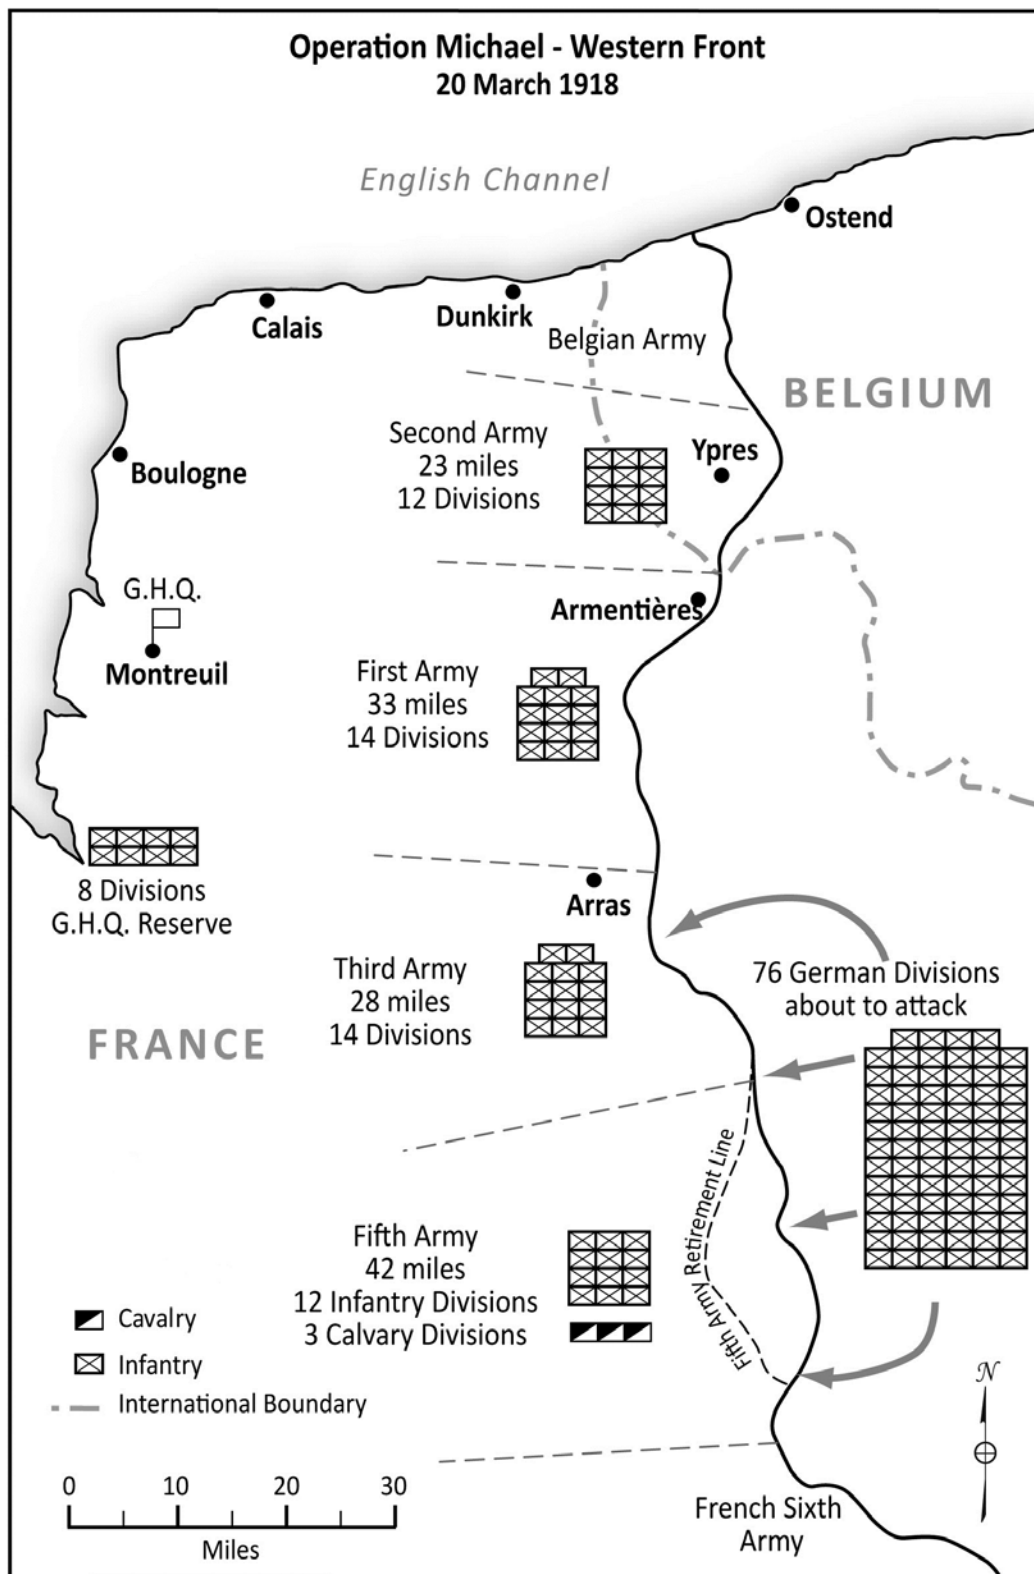 Operation Michael - Western Front
20 March 1918
English Channel
Ostend
Calais
Dunkirk
Belgian Army
BELGIUM
Second Army
23 miles
12 Divisions
Ypres
Boulogne
G.H.Q.
Montreuil
Armentières
First Army
33 miles
14 Divisions
8 Divisions
G.H.Q. Reserve
Arras
Third Army
28 miles
14 Divisions
76 German Divisions
about to attack
FRANCE
Fifth Army Retirement Line
Fifth Army
42 miles
12 Infantry Divisions
3 Calvary Divisions
Cavalry
Infantry
International Boundary
N
0 10 20 30
Miles
French Sixth
Army